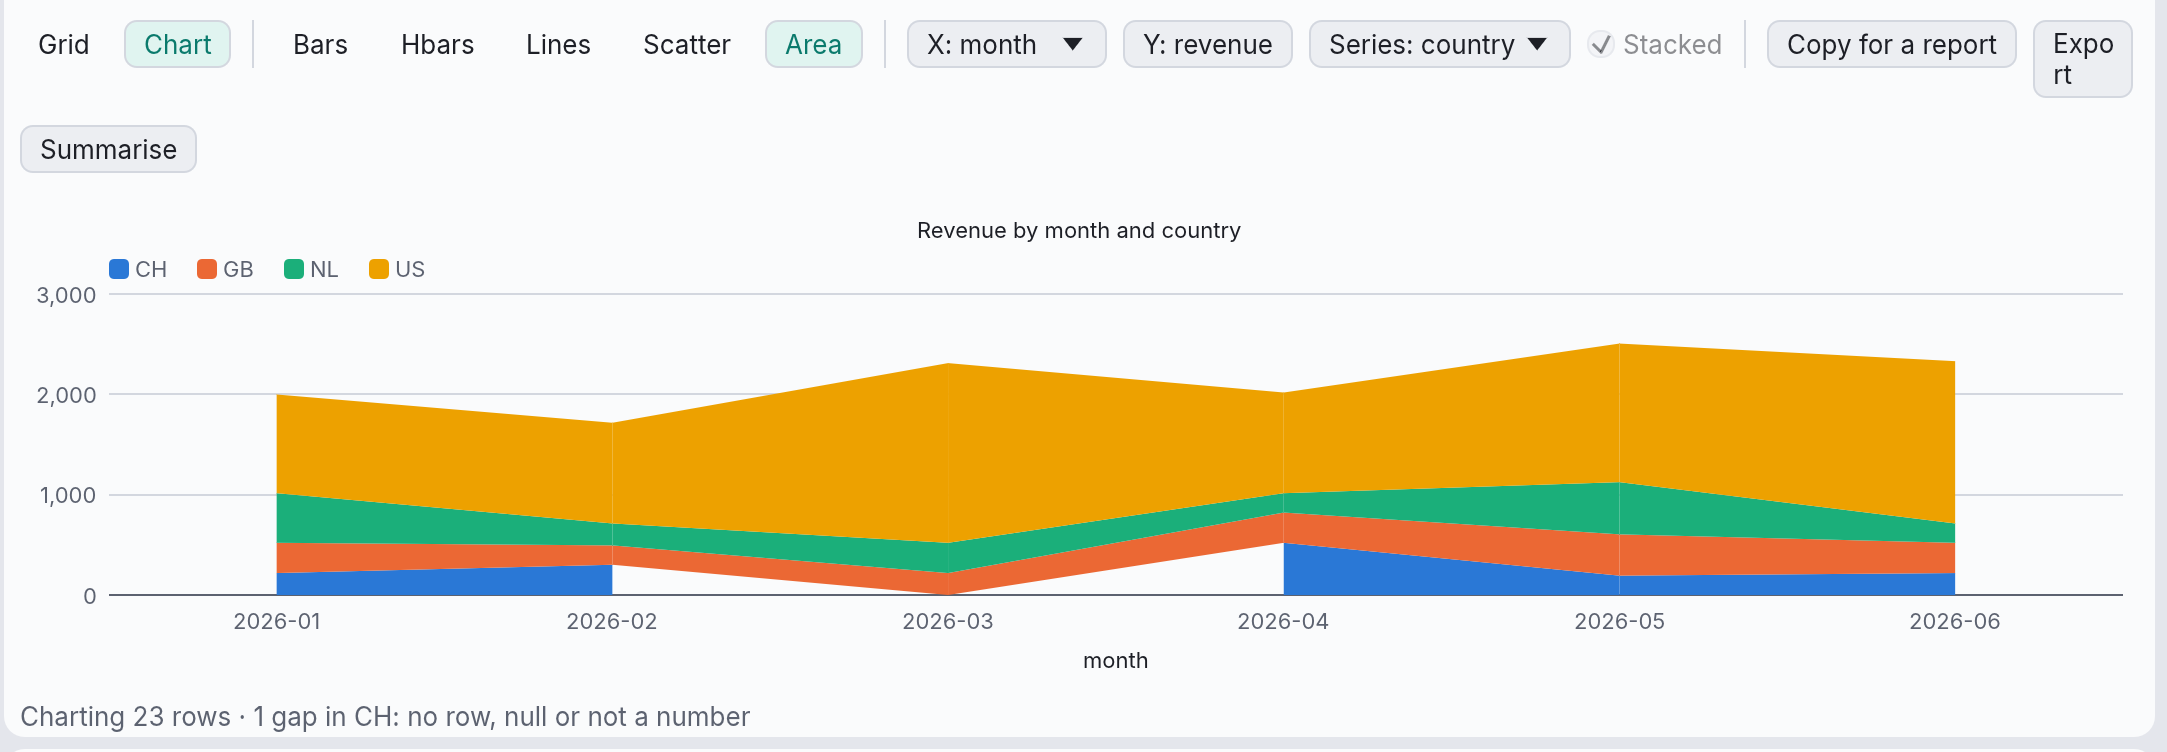 Grid Chart Bars Hbars Lines Scatter Area X: month Y: revenue Series: country Stacked Copy for a report Expo
rt
Summarise
Revenue by month and country
CH GB NL US
3,000
2,000
1,000
0
2026-01 2026-02 2026-03 2026-04 2026-05 2026-06
month
Charting 23 rows · 1 gap in CH: no row, null or not a number